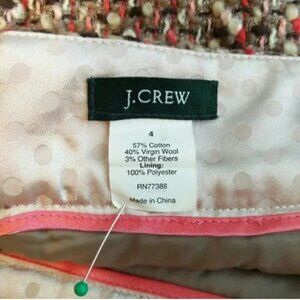 J.CREW
4
57% Cotton
40% Virgin Wool
3% Other Fibers
Lining:
100% Polyester
RN77388
Made in China